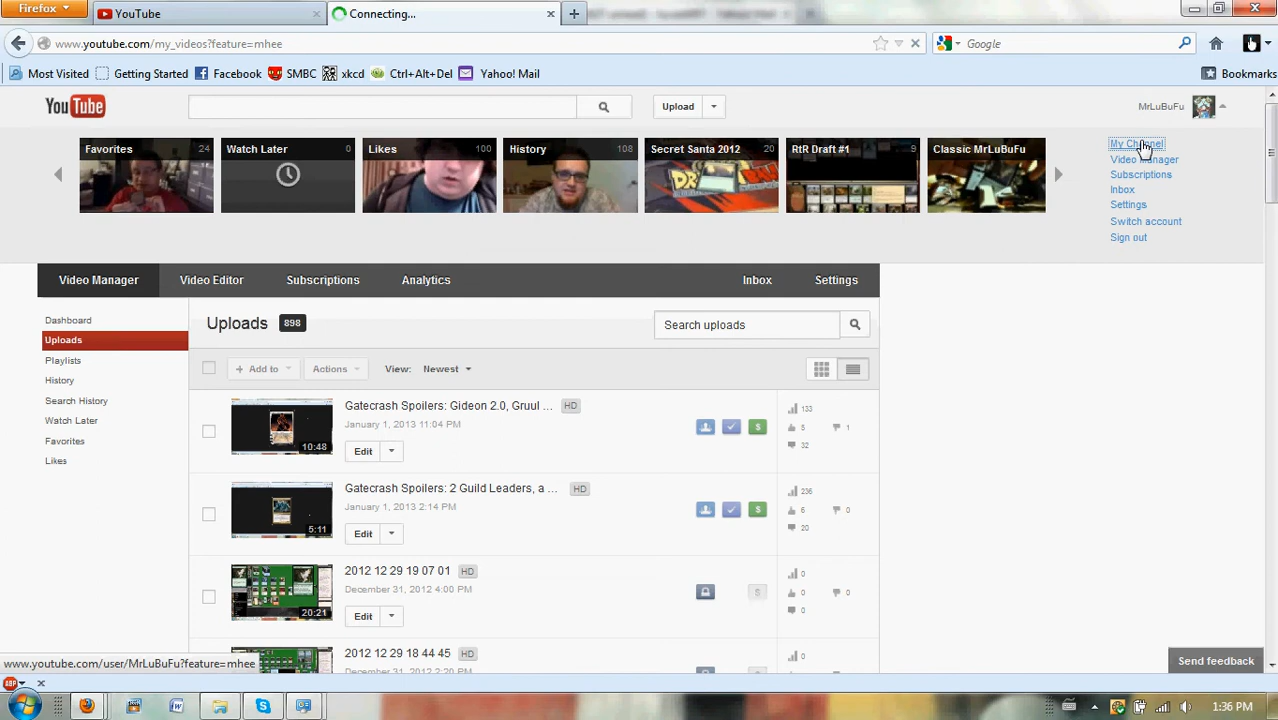 Firefox
YouTube
Connecting...
www.youtube.com/my_videos?feature=mhee
Google
Most Visited
Getting Started
Facebook
SMBC
xkcd
Ctrl+Alt+Del
Yahoo! Mail
Bookmarks
YouTube
Upload
MrLuBuFu
Favorites 24
Watch Later 0
Likes 100
History 108
Secret Santa 2012 20
RtR Draft #1 9
Classic MrLuBuFu
My Channel
Video Manager
Subscriptions
Inbox
Settings
Switch account
Sign out
Video Manager
Video Editor
Subscriptions
Analytics
Inbox
Settings
Dashboard
Uploads
Playlists
History
Search History
Watch Later
Favorites
Likes
Uploads 898
Search uploads
+ Add to
Actions
View: Newest
Gatecrash Spoilers: Gideon 2.0, Gruul ... HD
January 1, 2013 11:04 PM
10:48
Edit
$
133
5
1
32
Gatecrash Spoilers: 2 Guild Leaders, a ... HD
January 1, 2013 2:14 PM
5:11
Edit
$
236
6
0
20
2012 12 29 19 07 01 HD
December 31, 2012 4:00 PM
20:21
Edit
$
0
0
0
0
2012 12 29 18 44 45 HD
December 31, 2012 2:20 PM
0
Send feedback
www.youtube.com/user/MrLuBuFu?feature=mhee
ABP
1:36 PM